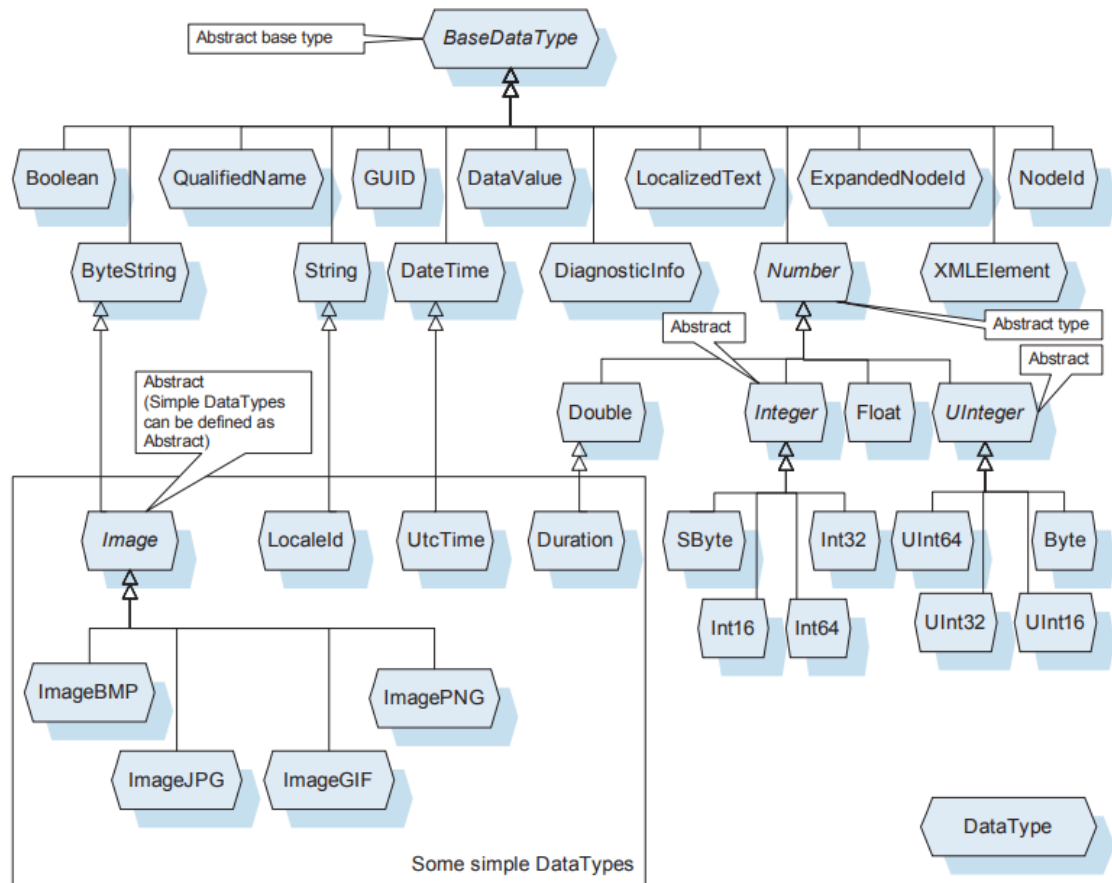 Abstract base type
BaseDataType
Boolean
QualifiedName
GUID
DataValue
LocalizedText
ExpandedNodeId
NodeId
ByteString
String
DateTime
DiagnosticInfo
Number
XMLElement
Abstract type
Abstract
Abstract
Abstract
(Simple DataTypes
can be defined as
Abstract)
Double
Integer
Float
UInteger
Image
LocaleId
UtcTime
Duration
SByte
Int32
UInt64
Byte
Int16
Int64
UInt32
UInt16
ImageBMP
ImagePNG
ImageJPG
ImageGIF
DataType
Some simple DataTypes